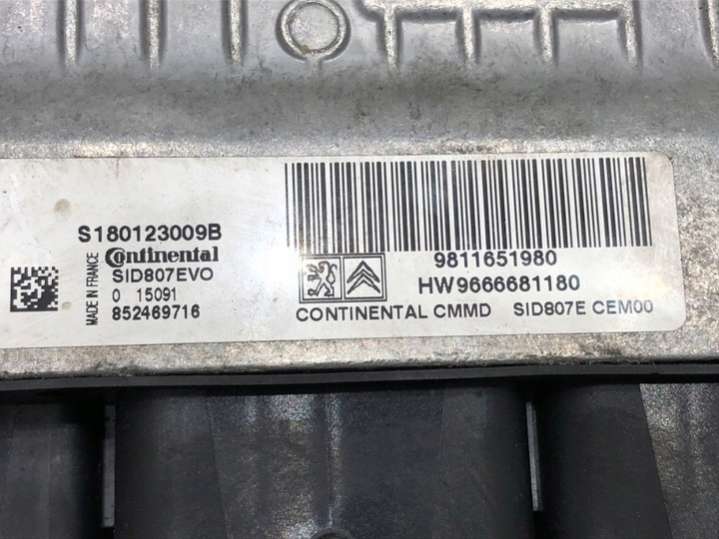 S180123009B
Continental
SID807EVO
0 15091
852469716
MADE IN FRANCE
9811651980
HW9666681180
CONTINENTAL CMMD SID807E CEM00